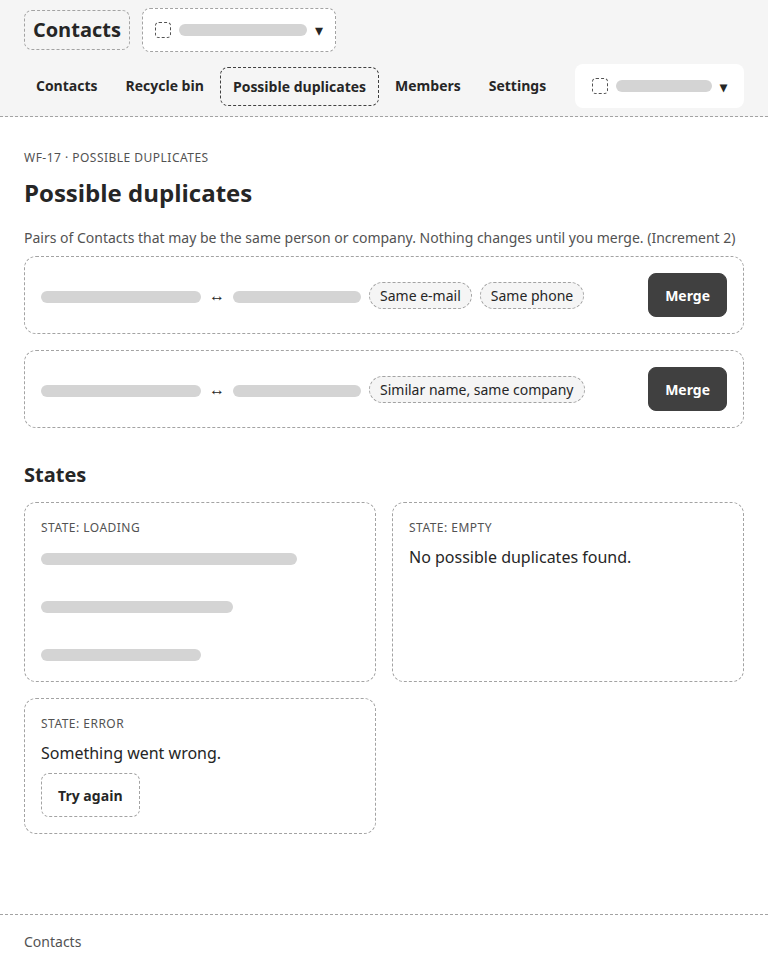 Contacts
▾
Contacts Recycle bin Possible duplicates Members Settings ▾
WF-17 · POSSIBLE DUPLICATES
Possible duplicates
Pairs of Contacts that may be the same person or company. Nothing changes until you merge. (Increment 2)
↔ Same e-mail Same phone Merge
↔ Similar name, same company Merge
States
STATE: LOADING
STATE: EMPTY
No possible duplicates found.
STATE: ERROR
Something went wrong.
Try again
Contacts